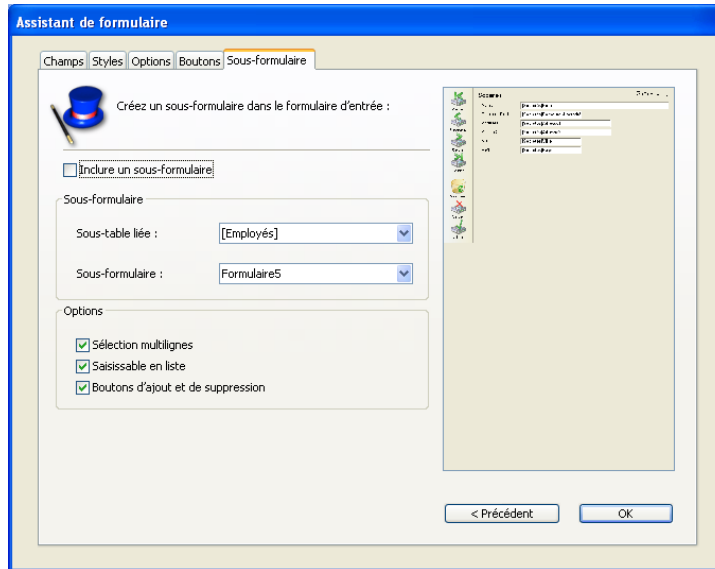 Assistant de formulaire
Champs Styles Options Boutons Sous-formulaire
Créez un sous-formulaire dans le formulaire d'entrée :
Inclure un sous-formulaire
Sous-formulaire
Sous-table liée : [Employés]
Sous-formulaire : Formulaire5
Options
Sélection multilignes
Saisissable en liste
Boutons d'ajout et de suppression
< Précédent OK